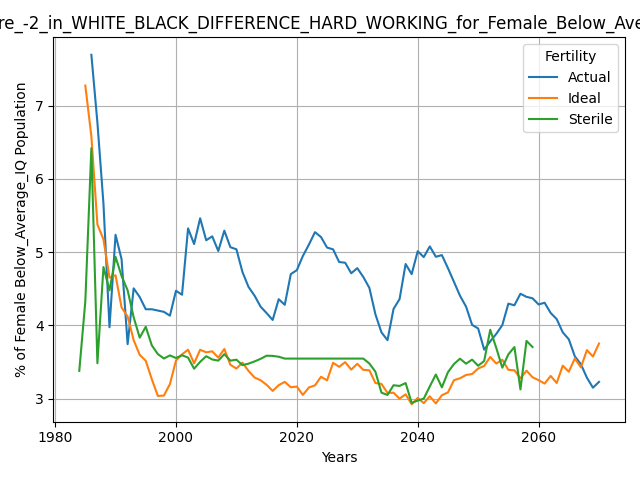 re_-2_in_WHITE_BLACK_DIFFERENCE_HARD_WORKING_for_Female_Below_Ave
Fertility
Actual
Ideal
Sterile
% of Female Below_Average_IQ Population
7
6
5
4
3
1980
2000
2020
2040
2060
Years